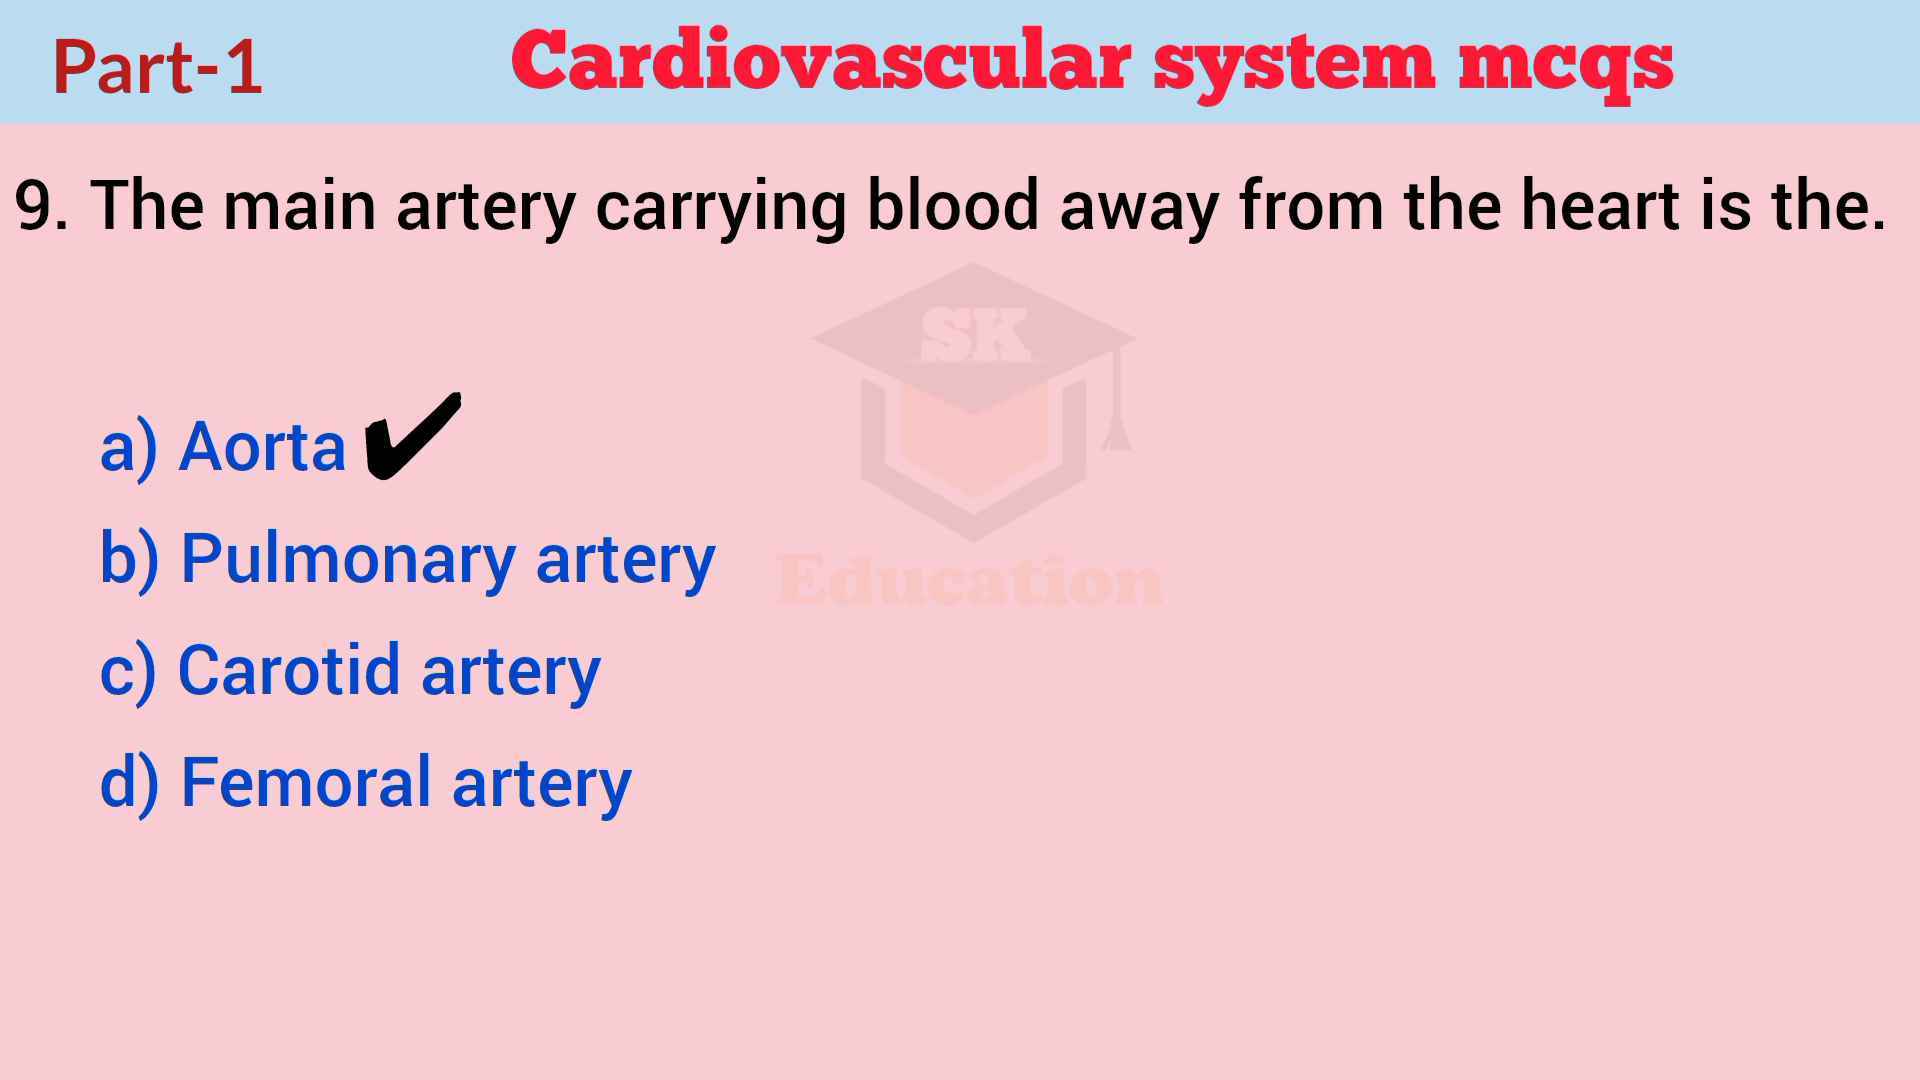 Part-1
Cardiovascular system mcqs
9. The main artery carrying blood away from the heart is the.
SK
a) Aorta ✔
b) Pulmonary artery
Education
c) Carotid artery
d) Femoral artery